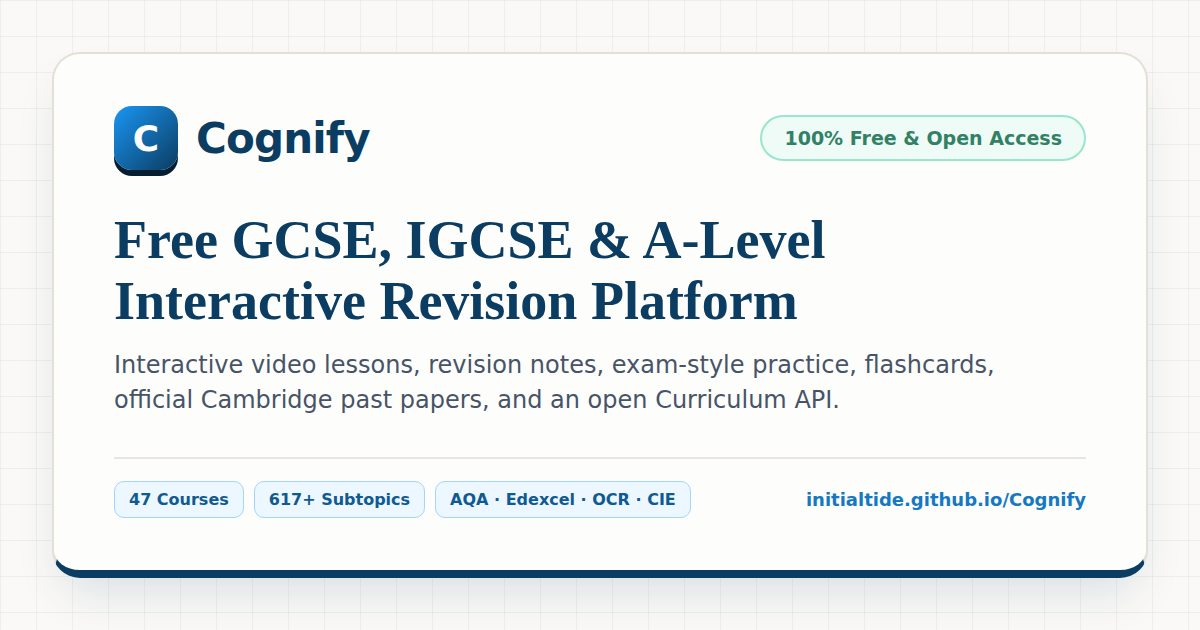 C Cognify
100% Free & Open Access
Free GCSE, IGCSE & A-Level
Interactive Revision Platform
Interactive video lessons, revision notes, exam-style practice, flashcards,
official Cambridge past papers, and an open Curriculum API.
47 Courses
617+ Subtopics
AQA · Edexcel · OCR · CIE
initialtide.github.io/Cognify